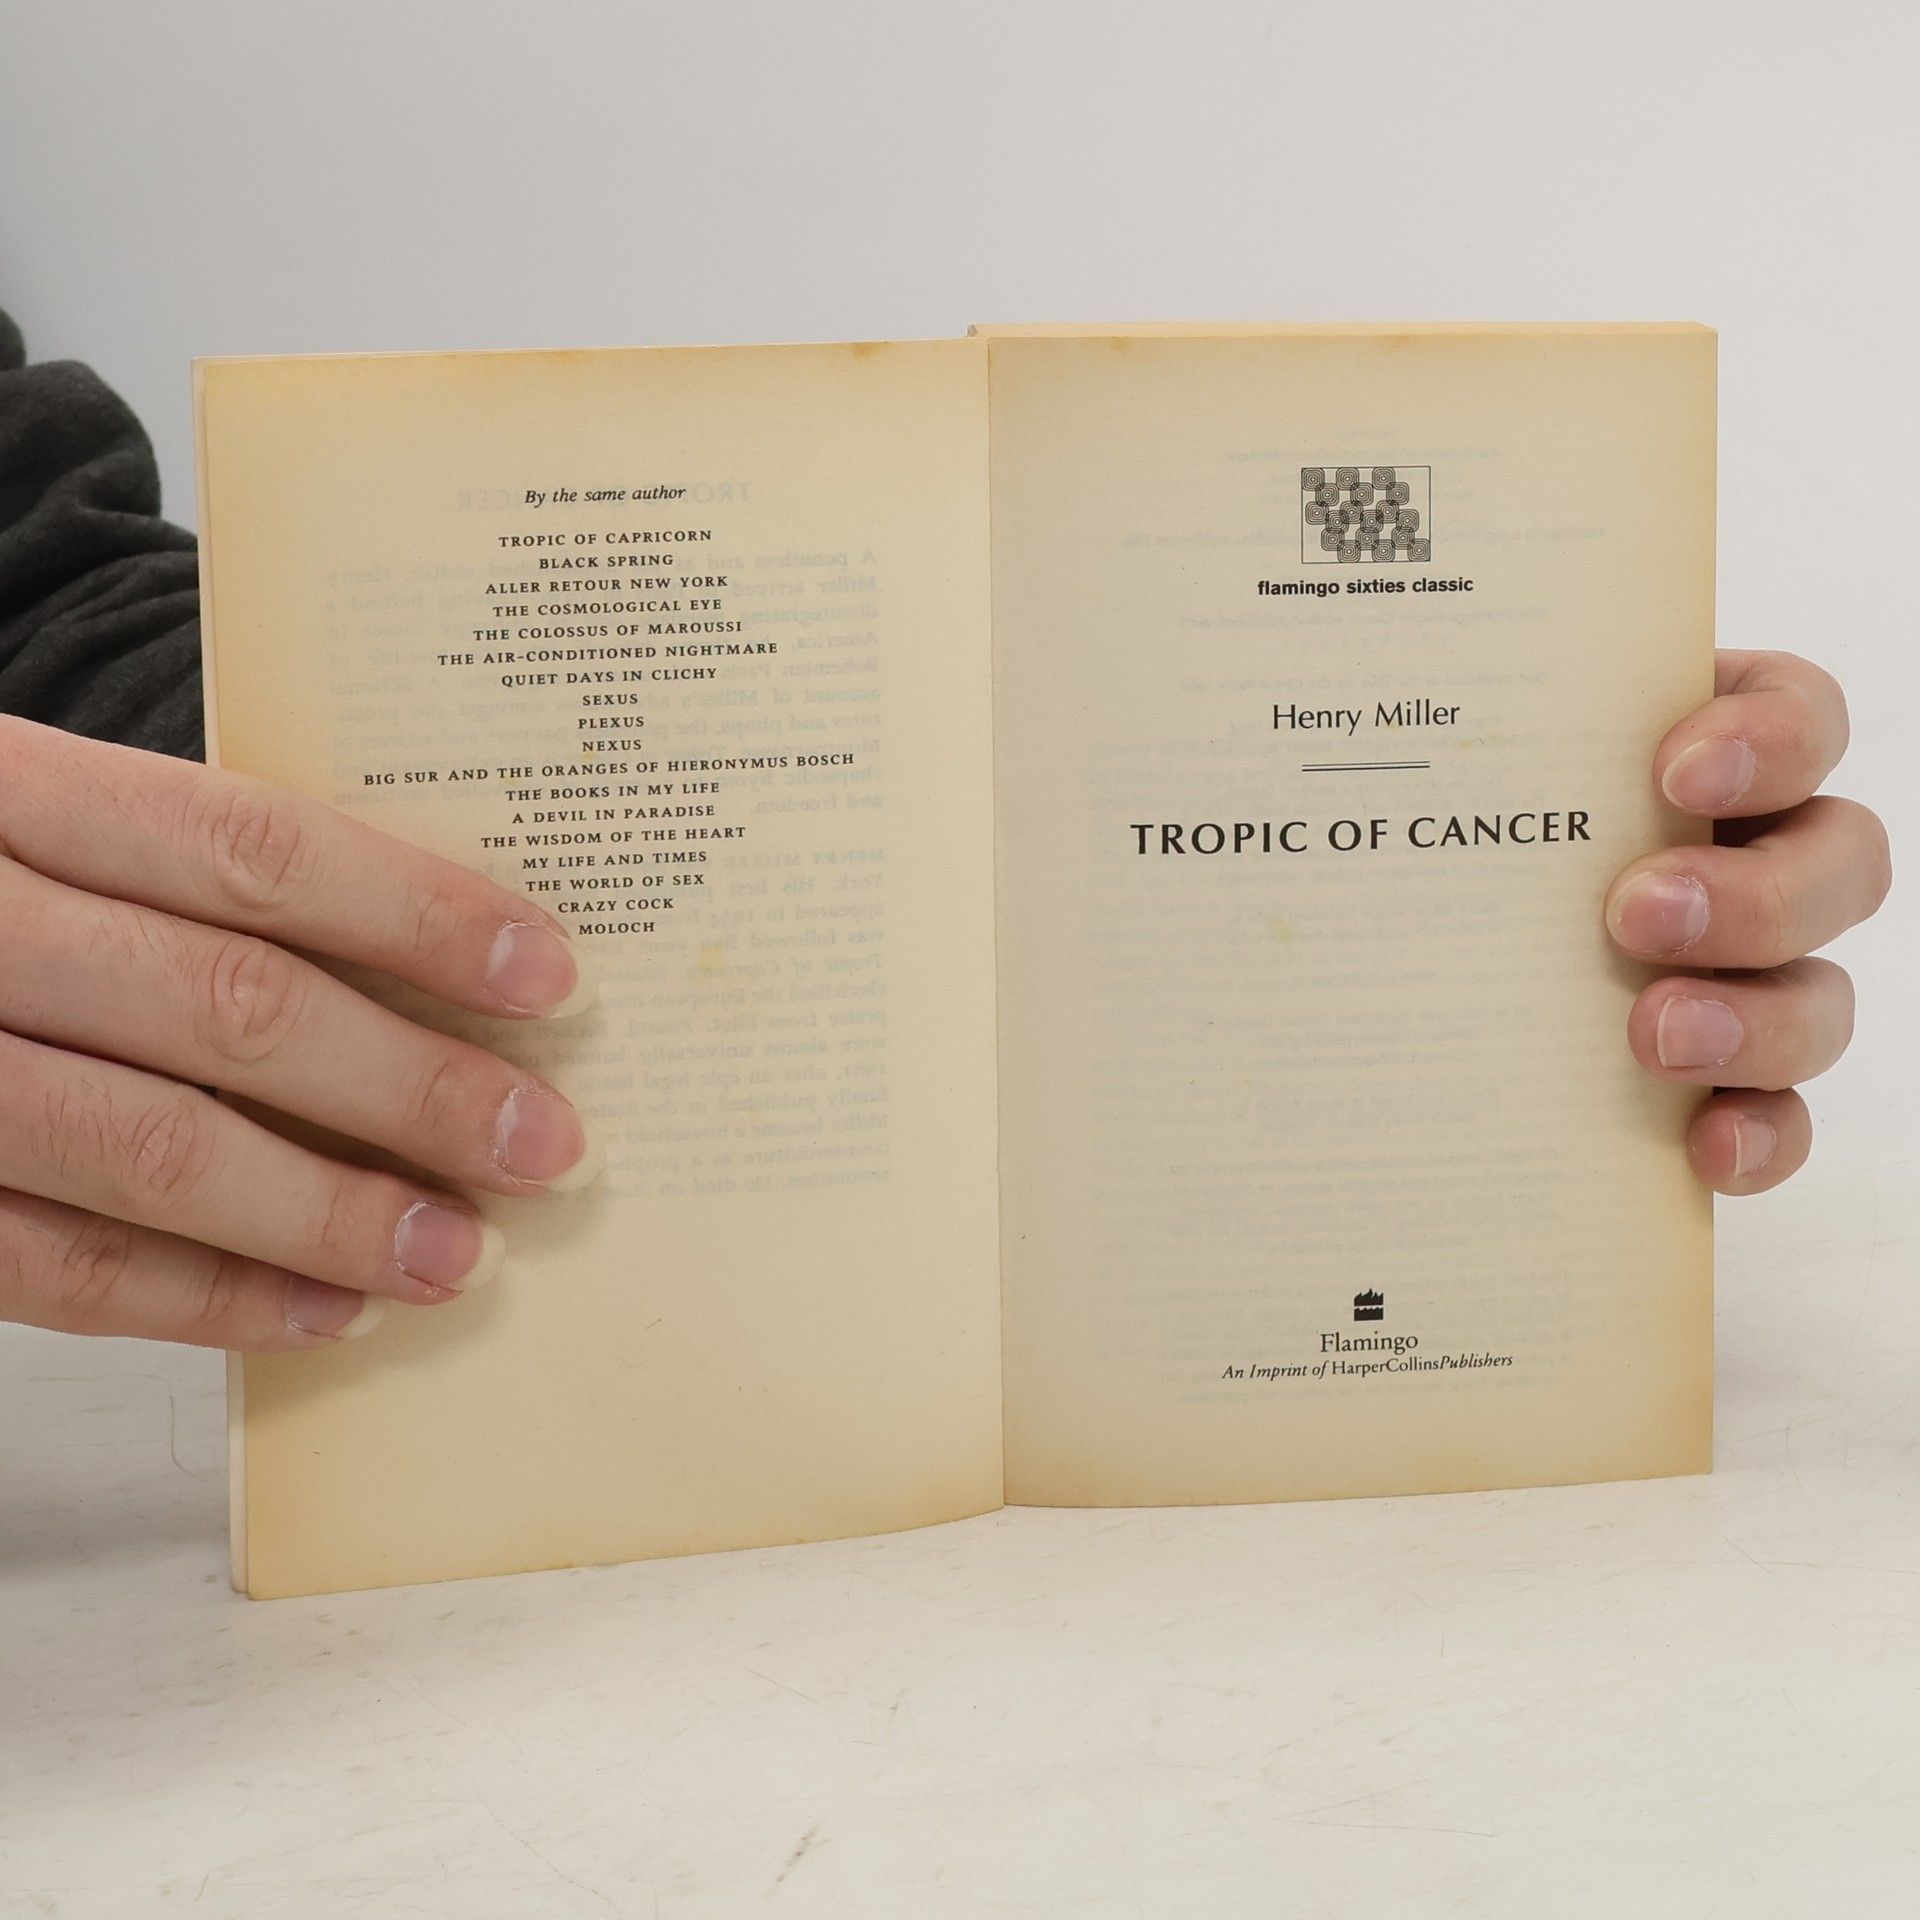 By the same author
TROPIC OF CAPRICORN
BLACK SPRING
ALLER RETOUR NEW YORK
THE COSMOLOGICAL EYE
THE COLOSSUS OF MAROUSSI
THE AIR-CONDITIONED NIGHTMARE
QUIET DAYS IN CLICHY
SEXUS
PLEXUS
NEXUS
BIG SUR AND THE ORANGES OF HIERONYMUS BOSCH
THE BOOKS IN MY LIFE
A DEVIL IN PARADISE
THE WISDOM OF THE HEART
MY LIFE AND TIMES
THE WORLD OF SEX
CRAZY COCK
MOLOCH
flamingo sixties classic
Henry Miller
TROPIC OF CANCER
Flamingo
An Imprint of HarperCollinsPublishers